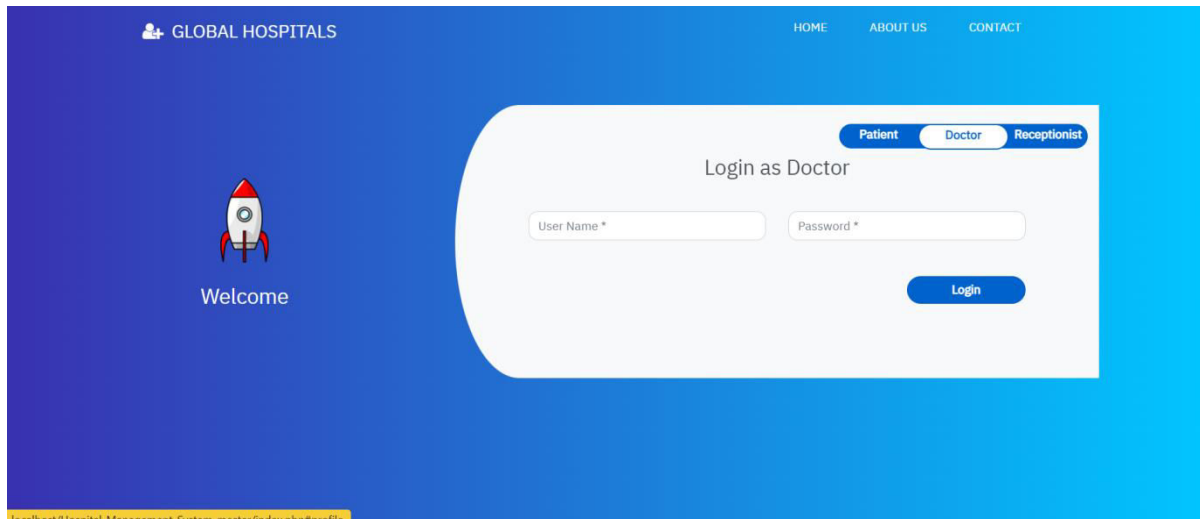 GLOBAL HOSPITALS
HOME ABOUT US CONTACT
Patient Doctor Receptionist
Login as Doctor
User Name * Password *
Login
Welcome